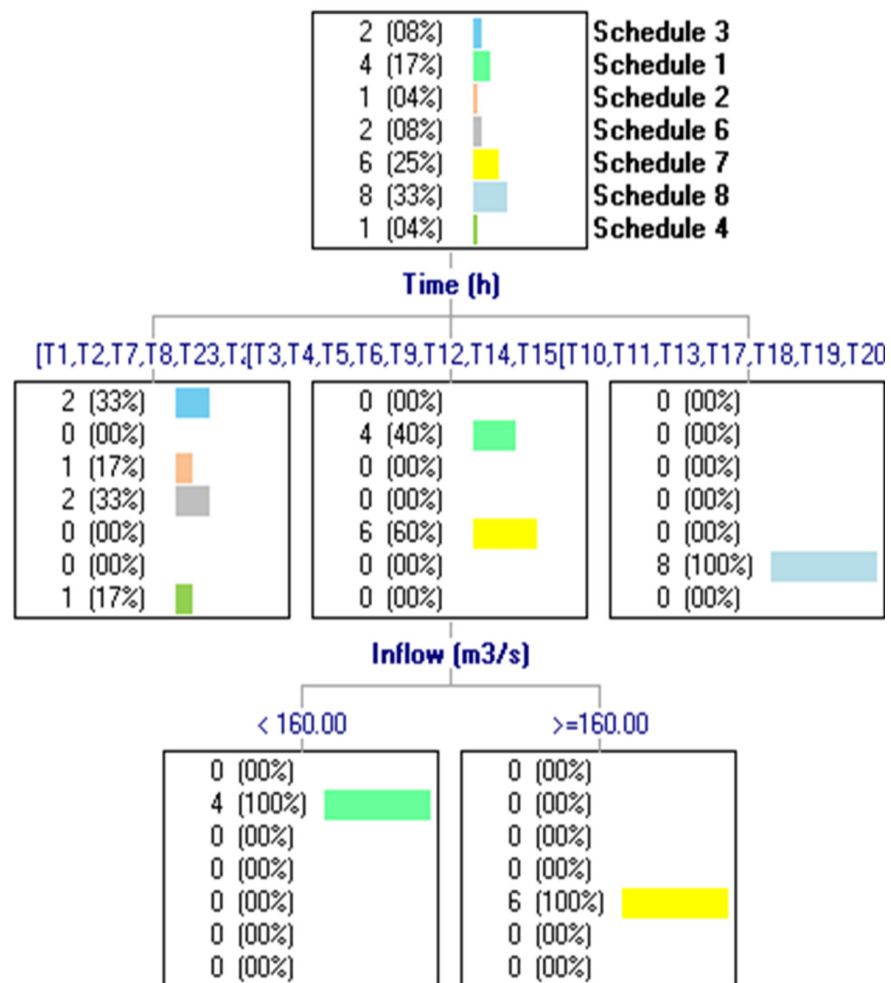 2 (08%) Schedule 3
4 (17%) Schedule 1
1 (04%) Schedule 2
2 (08%) Schedule 6
6 (25%) Schedule 7
8 (33%) Schedule 8
1 (04%) Schedule 4
Time (h)
[T1,T2,T7,T8,T23,T [T3,T4,T5,T6,T9,T12,T14,T15 [T10,T11,T13,T17,T18,T19,T20
2 (33%) 0 (00%) 0 (00%)
0 (00%) 4 (40%) 0 (00%)
1 (17%) 0 (00%) 0 (00%)
2 (33%) 0 (00%) 0 (00%)
0 (00%) 6 (60%) 0 (00%)
0 (00%) 0 (00%) 8 (100%)
1 (17%) 0 (00%) 0 (00%)
Inflow (m3/s)
< 160.00 >=160.00
0 (00%) 0 (00%)
4 (100%) 0 (00%)
0 (00%) 0 (00%)
0 (00%) 0 (00%)
0 (00%) 6 (100%)
0 (00%) 0 (00%)
0 (00%) 0 (00%)